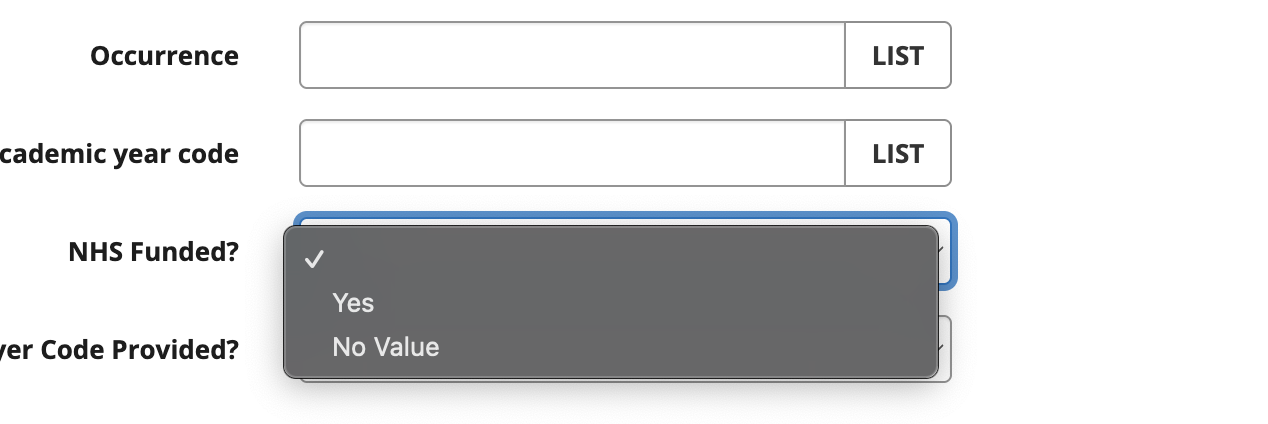 Occurrence LIST
cademic year code LIST
NHS Funded?
Yes
No Value
yer Code Provided?